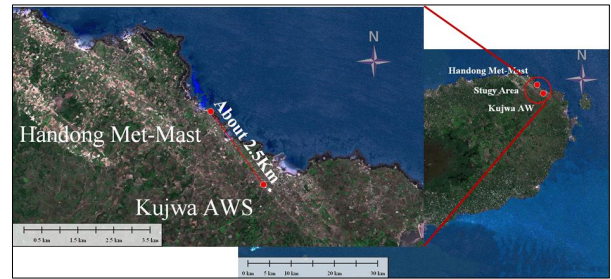 N
Handong Met-Mast
About 2.5Km
Kujwa AWS
0.5 km 1.5 km 2.5 km 3.5 km
N
Handong Met-Mast
Stugy Area
Kujwa AW
0 km 5 km 10 km 20 km 30 km